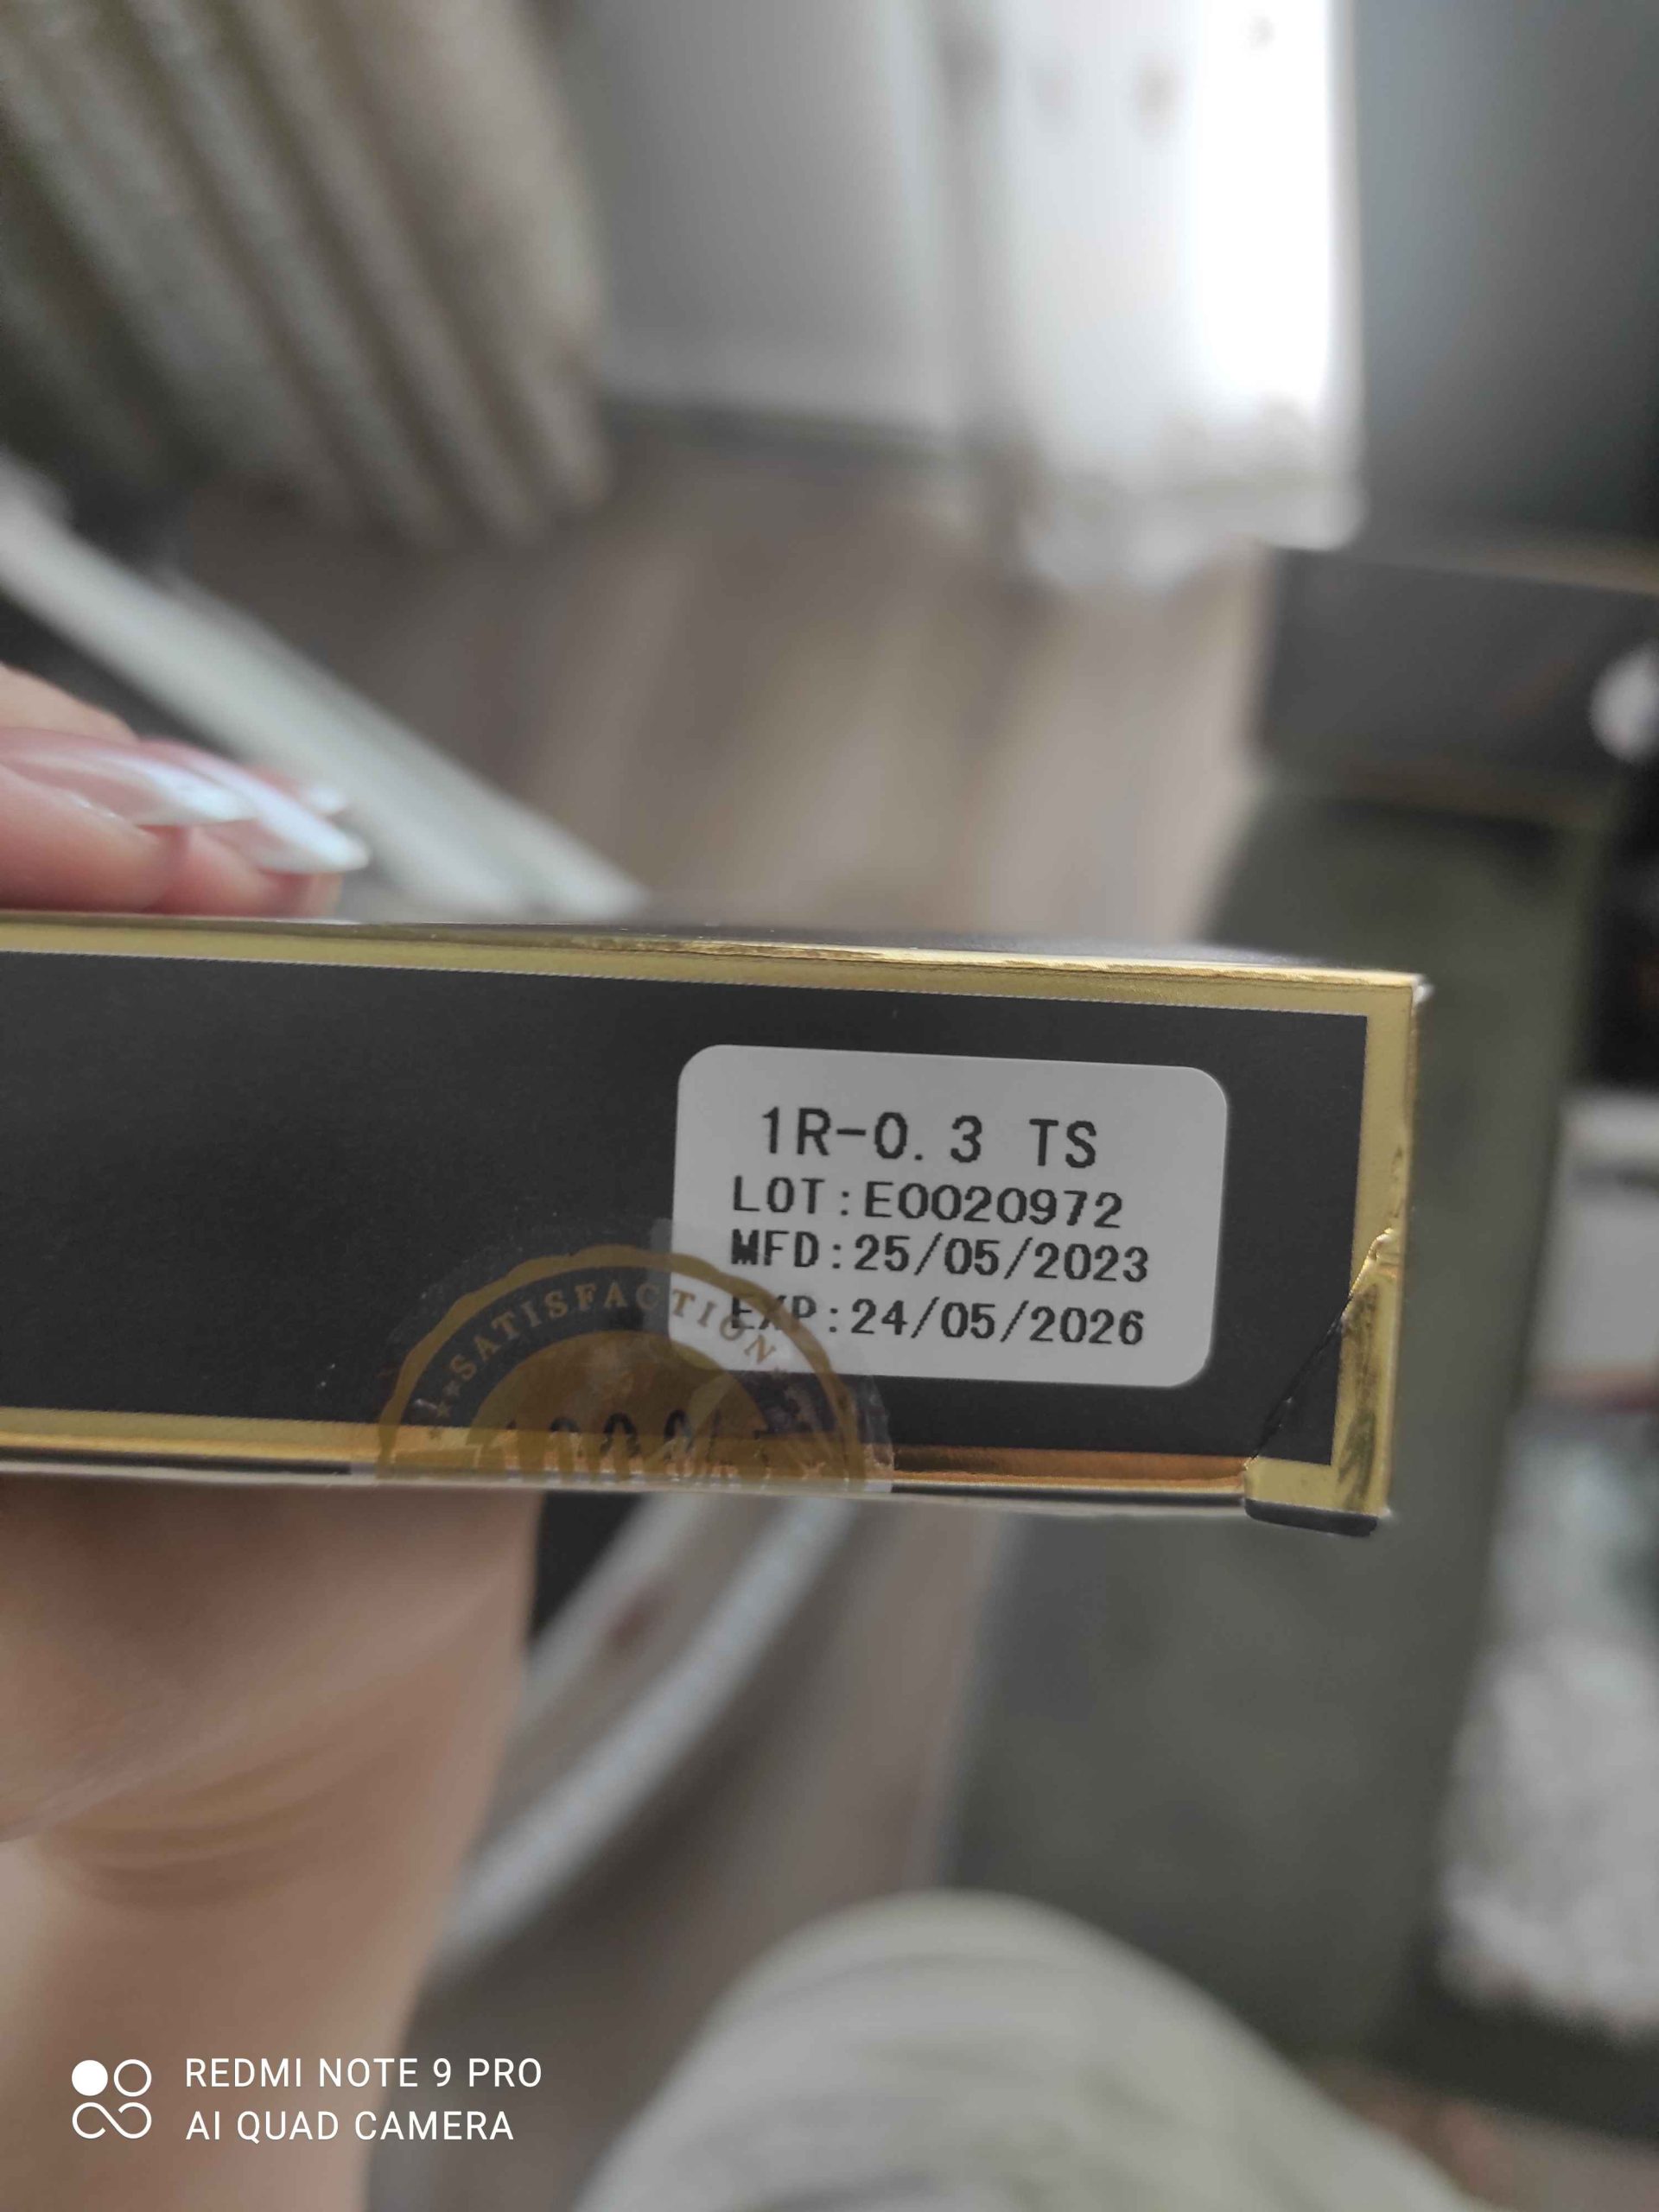 1R-0.3 TS
LOT:E0020972
MFD:25/05/2023
EXP:24/05/2026
SATISFACTION
100%
REDMI NOTE 9 PRO
AI QUAD CAMERA